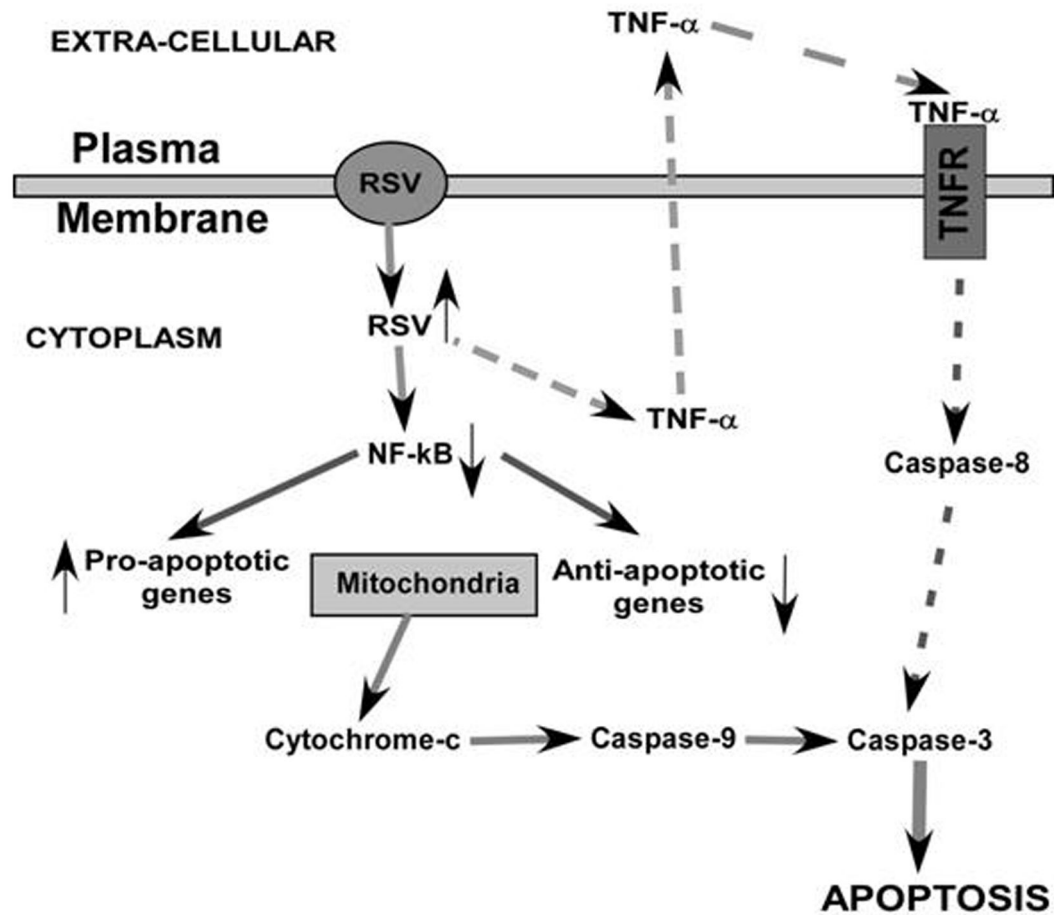 TNF-α
EXTRA-CELLULAR
TNF-α
Plasma
RSV
TNFR
Membrane
RSV
CYTOPLASM
TNF-α
NF-kB
Caspase-8
Pro-apoptotic
genes
Mitochondria
Anti-apoptotic
genes
Cytochrome-c
Caspase-9
Caspase-3
APOPTOSIS